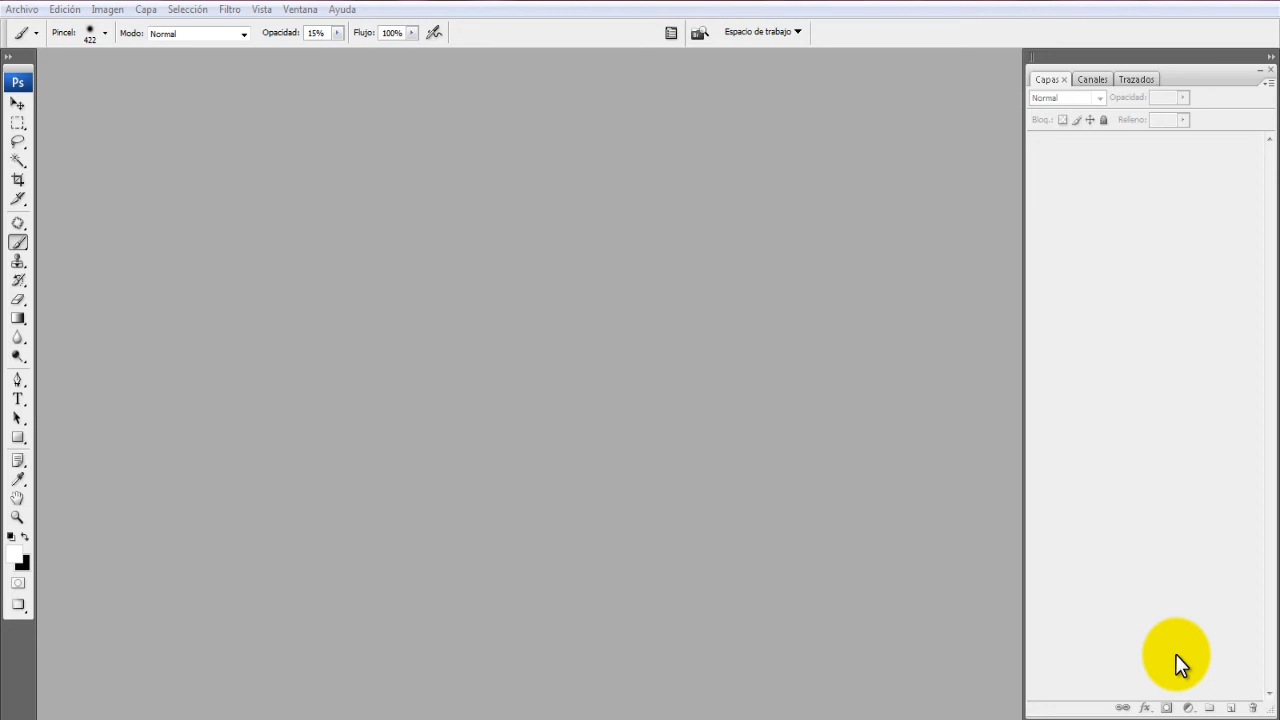 Archivo Edición Imagen Capa Selección Filtro Vista Ventana Ayuda
Pincel: 422 Modo: Normal Opacidad: 15% Flujo: 100% Espacio de trabajo
Ps
Capas Canales Trazados
Normal Opacidad:
Bloq.: Relleno:
T
fx